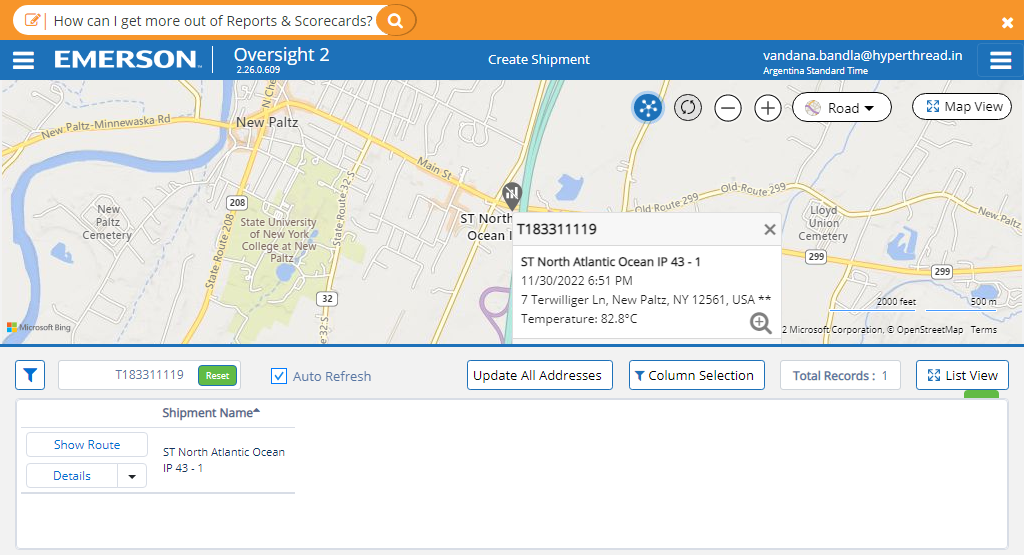 How can I get more out of Reports & Scorecards?
EMERSON
Oversight 2
2.26.0.609
Create Shipment
vandana.bandla@hyperthread.in
Argentina Standard Time
Road
Map View
New Paltz-Minnewaska Rd
N Che
New Paltz
Main St
State Route 32 S
208
State Route 208
New
Paltz
Cemetery
State University
of New York
College at New
Paltz
32
ST North
Ocean I
Old-Route-299
Old Route 299
Lloyd
Union
Cemetery
New Paltz
299
299
T183311119
ST North Atlantic Ocean IP 43 - 1
11/30/2022 6:51 PM
7 Terwilliger Ln, New Paltz, NY 12561, USA **
Temperature: 82.8°C
2000 feet
500 m
Microsoft Bing
2 Microsoft Corporation, © OpenStreetMap Terms
T183311119
Reset
Auto Refresh
Update All Addresses
Column Selection
Total Records : 1
List View
Shipment Name
Show Route
Details
ST North Atlantic Ocean
IP 43 - 1